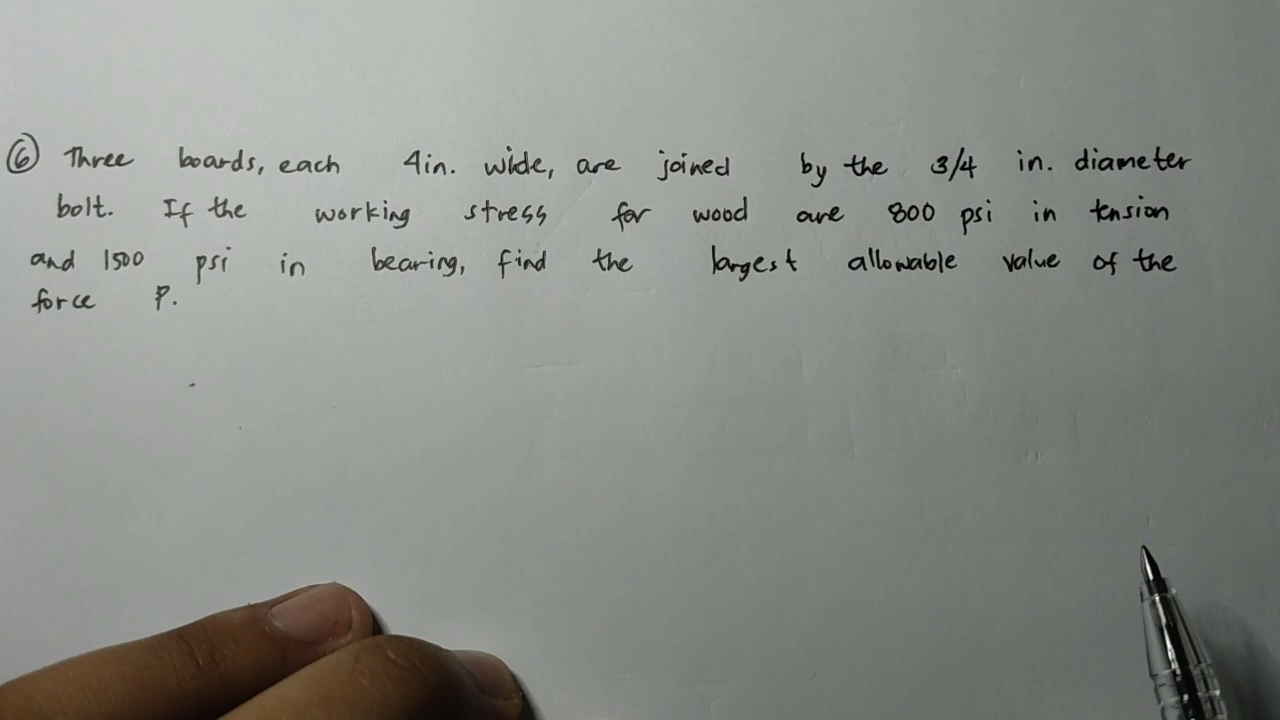 ⑥ Three boards, each 4in. wide, are joined by the 3/4 in. diameter
bolt. If the working stress for wood are 800 psi in tension
and 1500 psi in bearing, find the largest allowable value of the
force P.